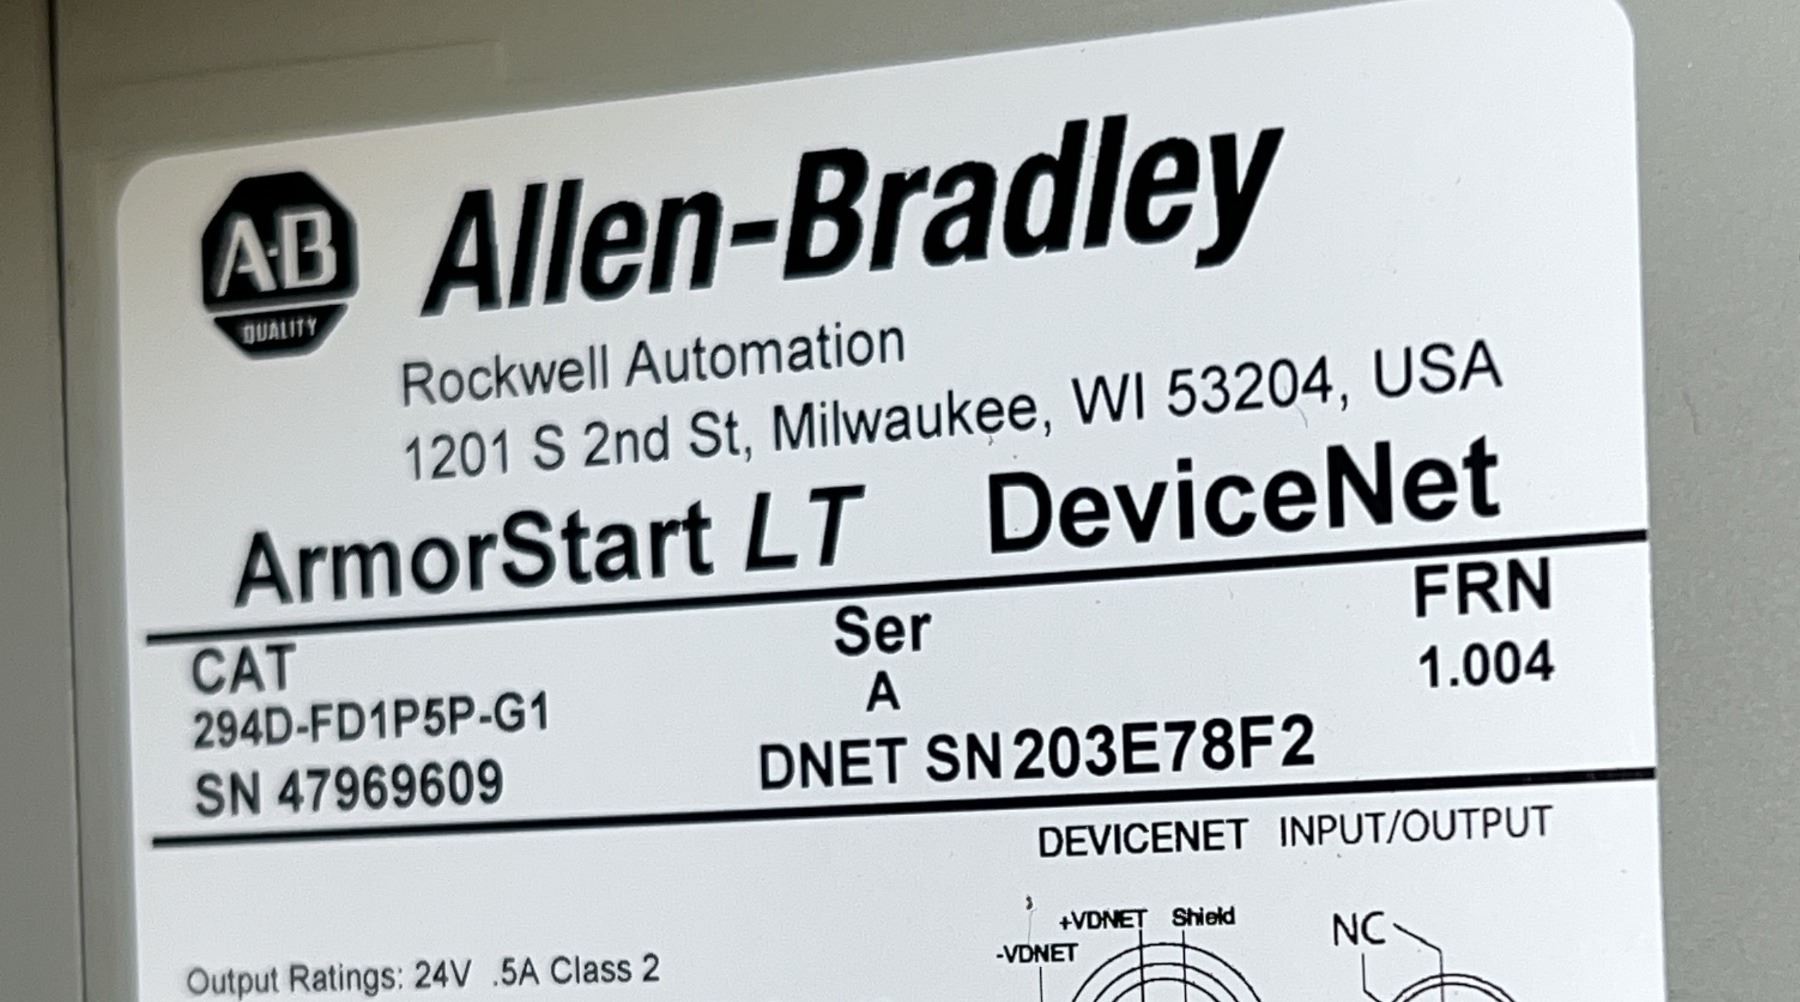 A-B
QUALITY
Allen-Bradley
Rockwell Automation
1201 S 2nd St, Milwaukee, WI 53204, USA
ArmorStart LT DeviceNet
CAT Ser FRN
294D-FD1P5P-G1 A 1.004
SN 47969609 DNET SN 203E78F2
DEVICENET INPUT/OUTPUT
+VDNET Shield NC
-VDNET
Output Ratings: 24V .5A Class 2